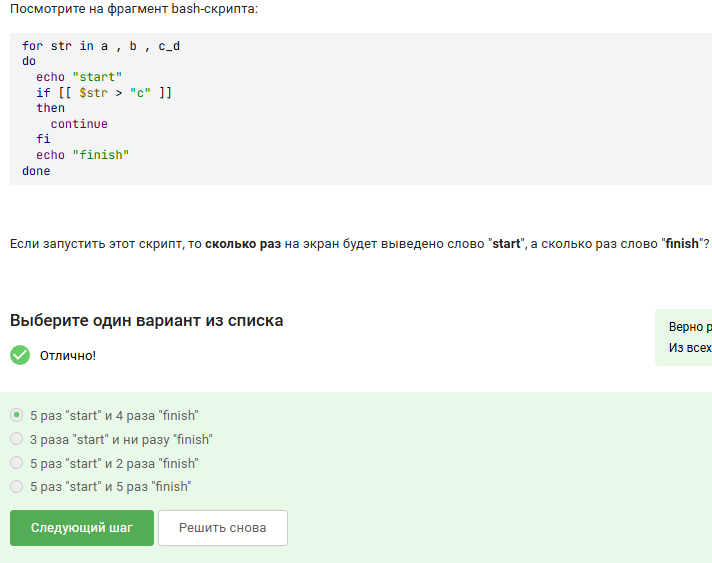 Посмотрите на фрагмент bash-скрипта:
for str in a , b , c_d
do
  echo "start"
  if [[ $str > "c" ]]
  then
    continue
  fi
  echo "finish"
done
Если запустить этот скрипт, то сколько раз на экран будет выведено слово "start", а сколько раз слово "finish"?
Выберите один вариант из списка
Отлично!
Верно р
Из всех
5 раз "start" и 4 раза "finish"
3 раза "start" и ни разу "finish"
5 раз "start" и 2 раза "finish"
5 раз "start" и 5 раз "finish"
Следующий шаг
Решить снова